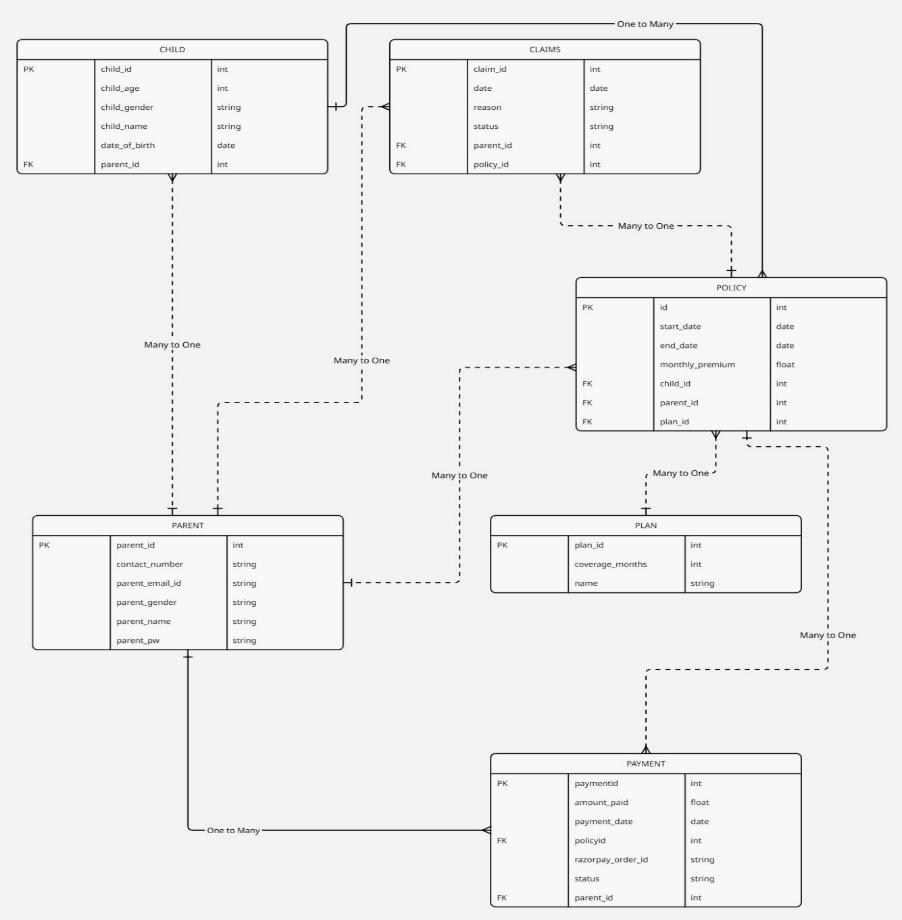 One to Many
CHILD
PK child_id int
child_age int
child_gender string
child_name string
date_of_birth date
FK parent_id int
CLAIMS
PK claim_id int
date date
reason string
status string
FK parent_id int
FK policy_id int
Many to One
POLICY
PK id int
start_date date
end_date date
monthly_premium float
FK child_id int
FK parent_id int
FK plan_id int
Many to One
Many to One
Many to One
Many to One
PARENT
PK parent_id int
contact_number string
parent_email_id string
parent_gender string
parent_name string
parent_pw string
PLAN
PK plan_id int
coverage_months int
name string
Many to One
PAYMENT
PK paymentid int
amount_paid float
payment_date date
FK policyid int
razorpay_order_id string
status string
FK parent_id int
One to Many